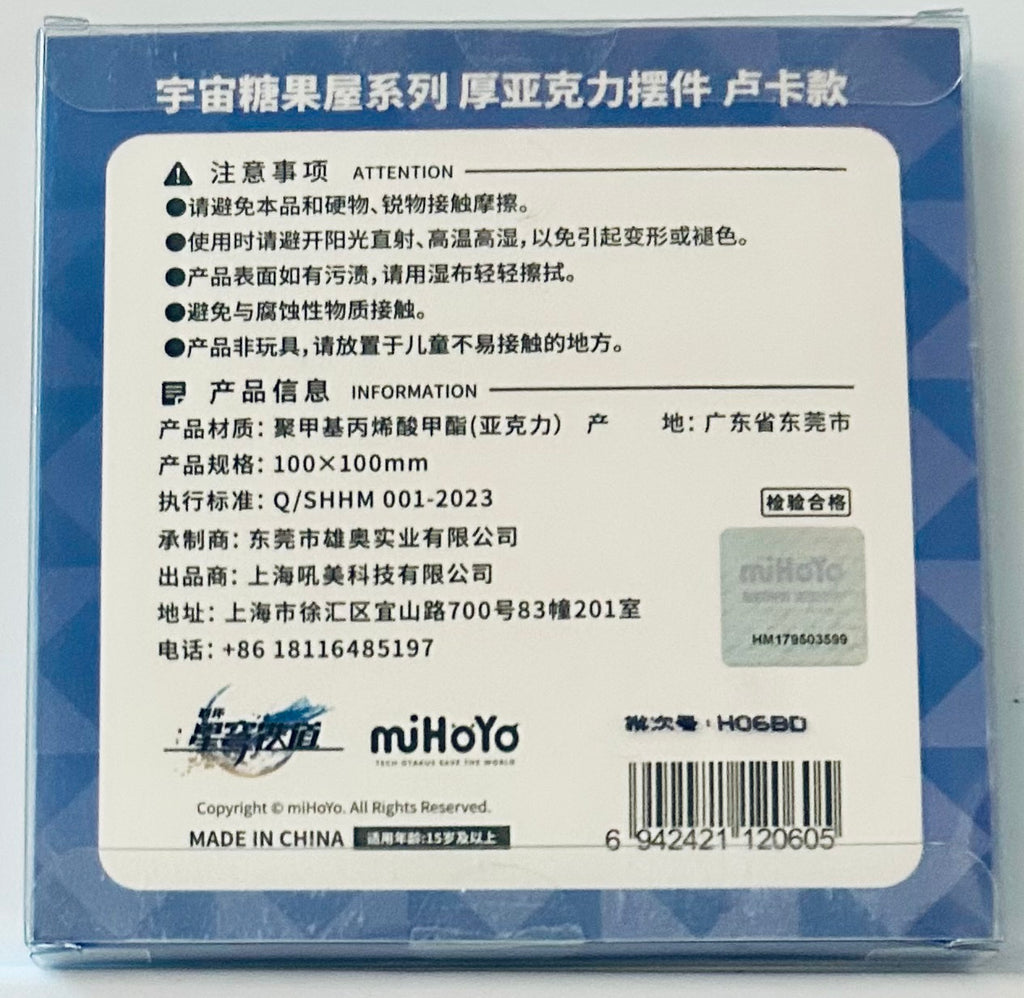 宇宙糖果屋系列 厚亚克力摆件 卢卡款
注意事项 ATTENTION
●请避免本品和硬物、锐物接触摩擦。
●使用时请避开阳光直射、高温高湿，以免引起变形或褪色。
●产品表面如有污渍，请用湿布轻轻擦拭。
●避免与腐蚀性物质接触。
●产品非玩具，请放置于儿童不易接触的地方。
产品信息 INFORMATION
产品材质：聚甲基丙烯酸甲酯(亚克力） 产 地：广东省东莞市
产品规格：100×100mm
执行标准：Q/SHHM 001-2023
检验合格
承制商：东莞市雄奥实业有限公司
出品商：上海吼美科技有限公司
地址：上海市徐汇区宜山路700号83幢201室
电话：+86 18116485197
miHoYo
HM179503599
崩坏
星穹铁道
miHoYo
TECH OTAKUS SAVE THE WORLD
批次号：H06BD
Copyright © miHoYo. All Rights Reserved.
MADE IN CHINA 适用年龄:15岁及以上
6 942421 120605